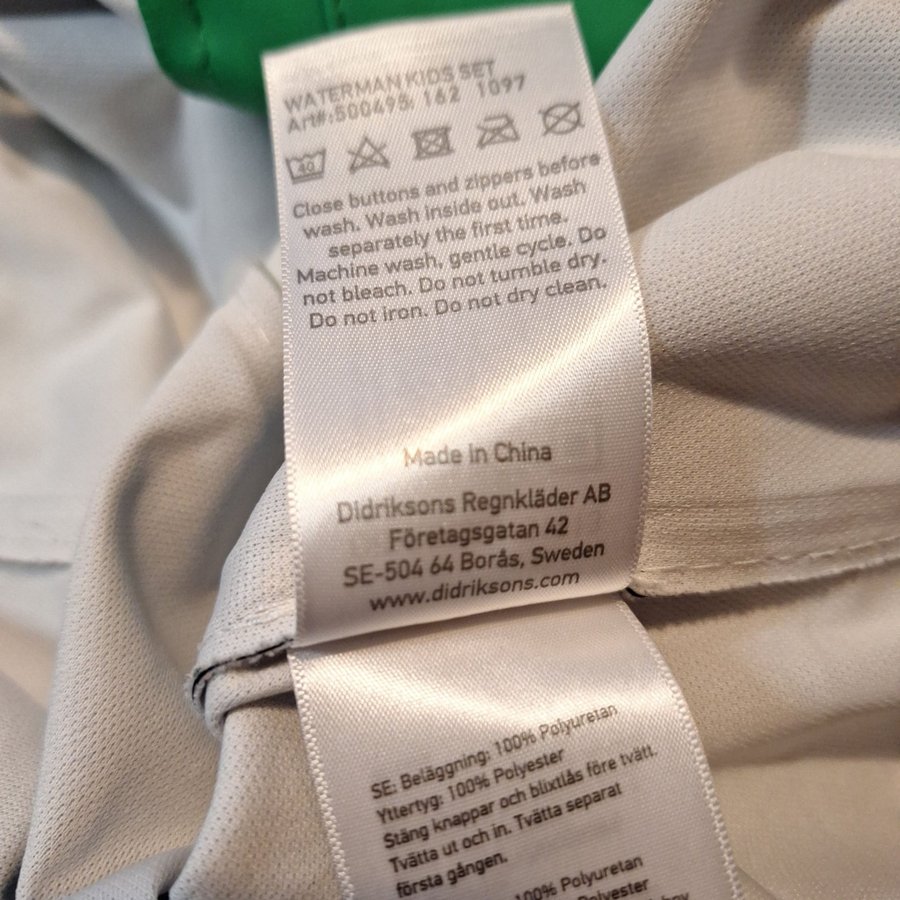 WATERMAN KIDS SET
Art#:500495: 162 1097
40
Close buttons and zippers before
wash. Wash inside out. Wash
separately the first time.
Machine wash, gentle cycle. Do
not bleach. Do not tumble dry.
Do not iron. Do not dry clean.
Made in China
Didriksons Regnkläder AB
Företagsgatan 42
SE-504 64 Borås, Sweden
www.didriksons.com
SE: Beläggning: 100% Polyuretan
Yttertyg: 100% Polyester
Stäng knappar och blixtlås före tvätt.
Tvätta ut och in. Tvätta separat
första gången.
100% Polyuretan
Polyester